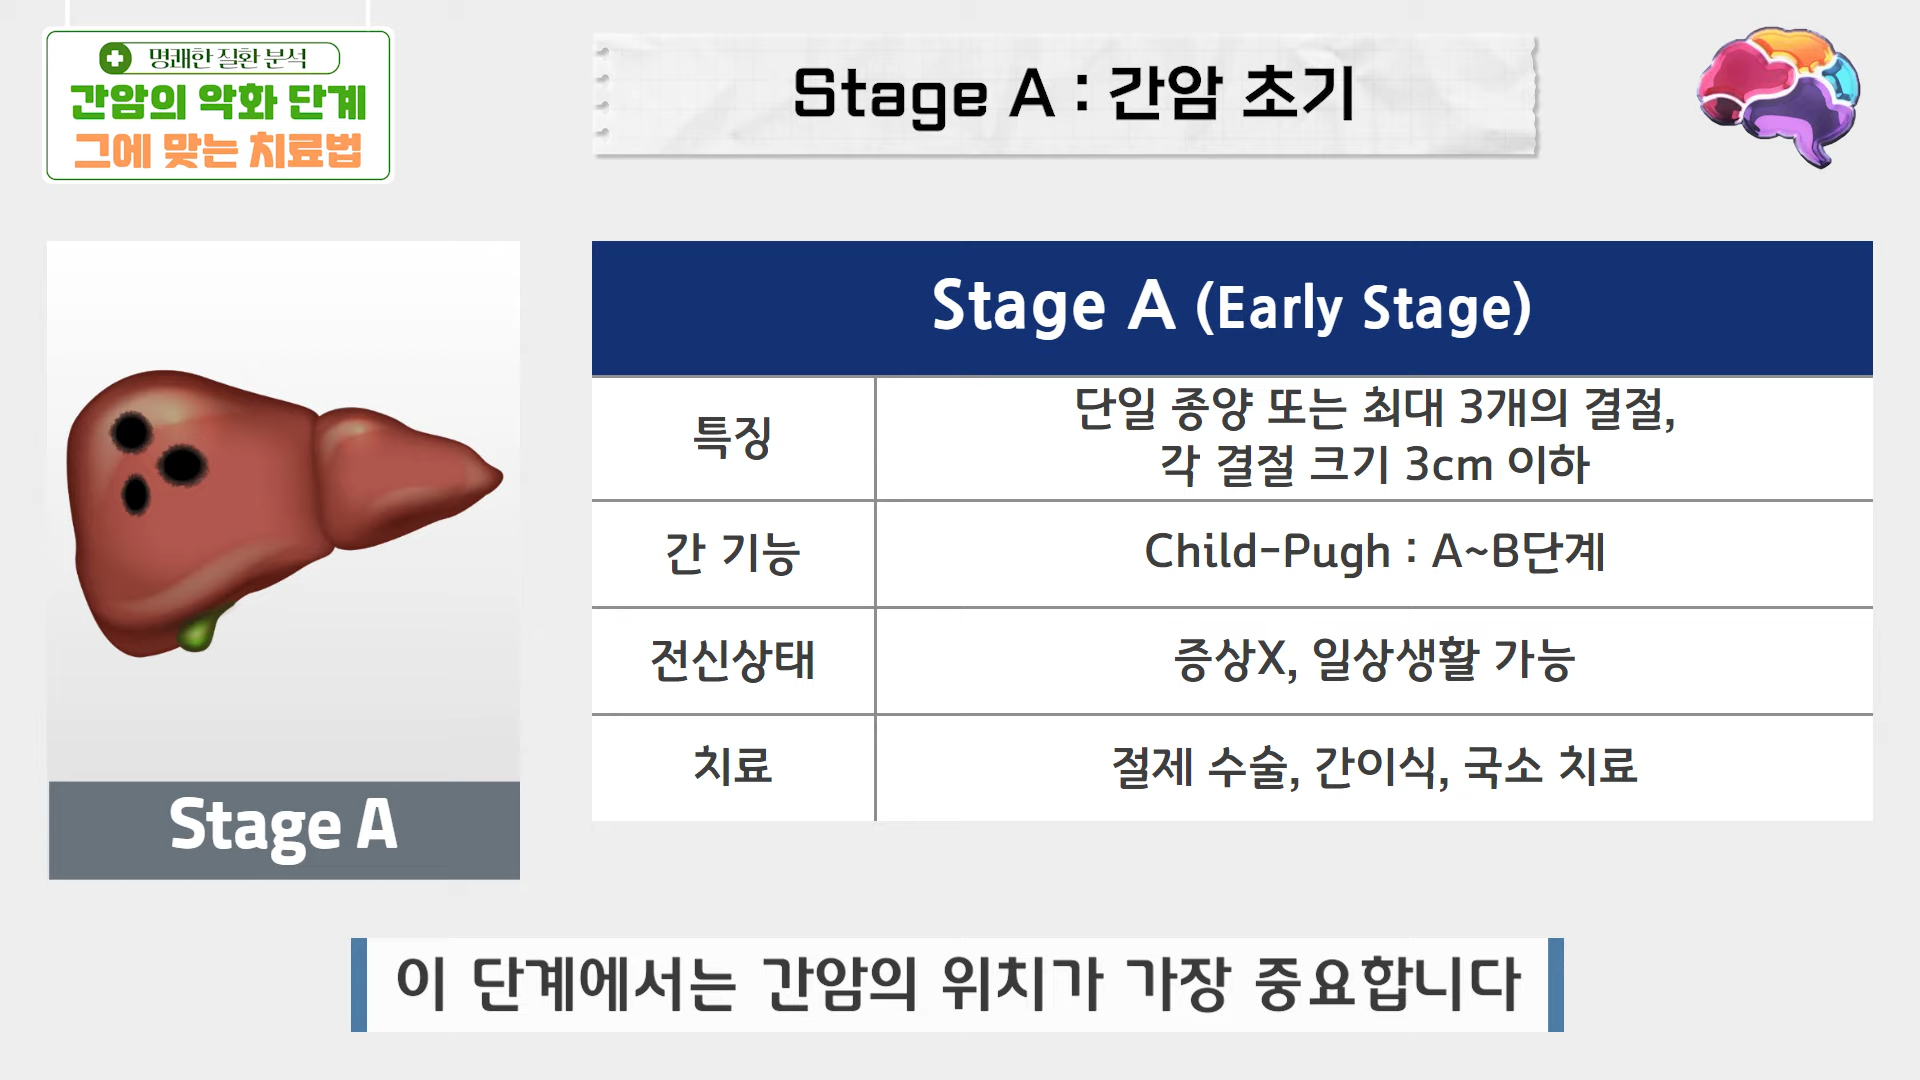 명쾌한 질환 분석
간암의 악화 단계
그에 맞는 치료법
Stage A : 간암 초기
Stage A
Stage A (Early Stage)
특징
단일 종양 또는 최대 3개의 결절,
각 결절 크기 3cm 이하
간 기능
Child-Pugh : A~B단계
전신상태
증상X, 일상생활 가능
치료
절제 수술, 간이식, 국소 치료
이 단계에서는 간암의 위치가 가장 중요합니다